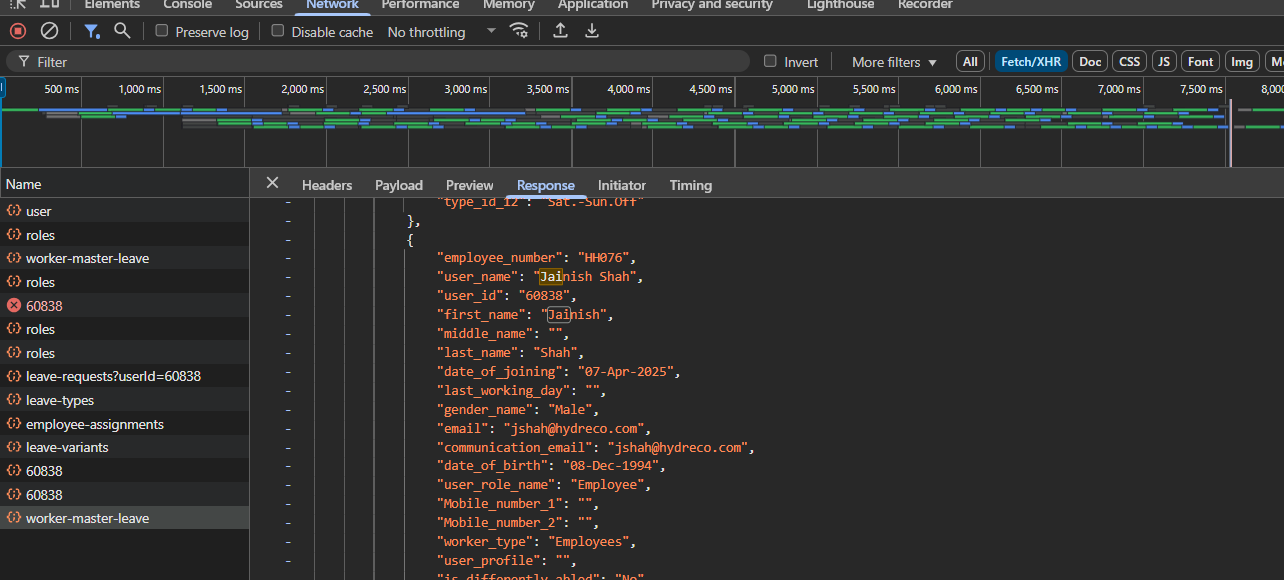 Elements Console Sources Network Performance Memory Application Privacy and security Lighthouse Recorder
Preserve log Disable cache No throttling
Filter Invert More filters All Fetch/XHR Doc CSS JS Font Img
500 ms 1,000 ms 1,500 ms 2,000 ms 2,500 ms 3,000 ms 3,500 ms 4,000 ms 4,500 ms 5,000 ms 5,500 ms 6,000 ms 6,500 ms 7,000 ms 7,500 ms
Name
user
roles
worker-master-leave
roles
60838
roles
roles
leave-requests?userId=60838
leave-types
employee-assignments
leave-variants
60838
60838
worker-master-leave
Headers Payload Preview Response Initiator Timing
"type_id_12": "Sat.-Sun.Off"
},
{
"employee_number": "HH076",
"user_name": "Jainish Shah",
"user_id": "60838",
"first_name": "Jainish",
"middle_name": "",
"last_name": "Shah",
"date_of_joining": "07-Apr-2025",
"last_working_day": "",
"gender_name": "Male",
"email": "jshah@hydreco.com",
"communication_email": "jshah@hydreco.com",
"date_of_birth": "08-Dec-1994",
"user_role_name": "Employee",
"Mobile_number_1": "",
"Mobile_number_2": "",
"worker_type": "Employees",
"user_profile": "",
"is_differently_abled": "No"